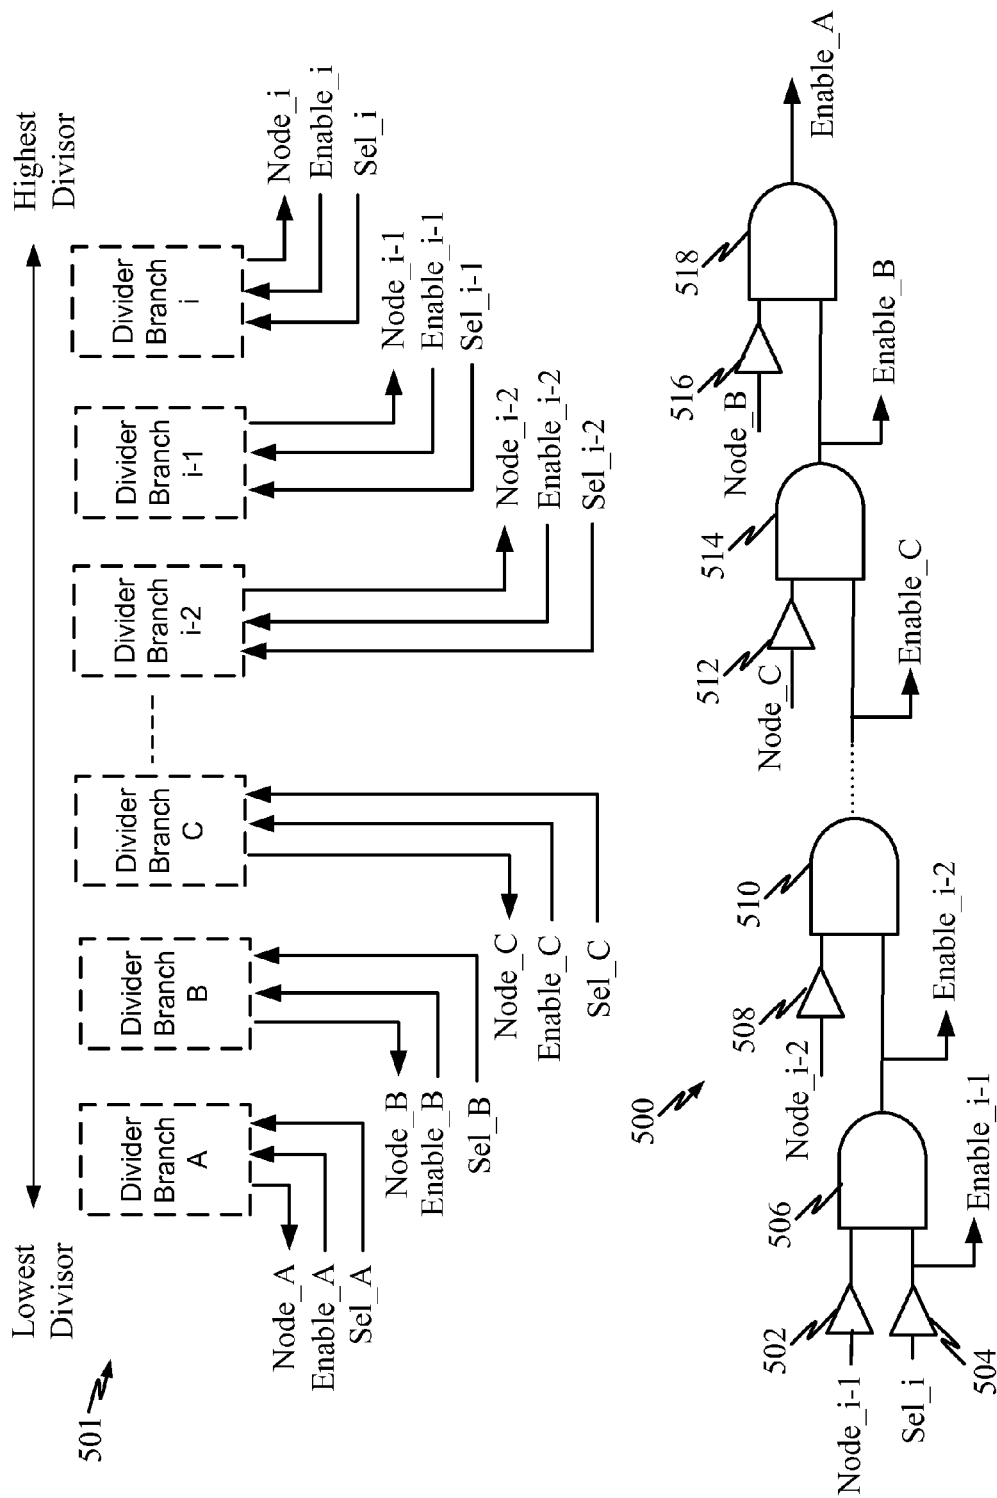 501
Lowest
Divisor
Highest
Divisor
Divider
Branch
A
Divider
Branch
B
Divider
Branch
C
Divider
Branch
i-2
Divider
Branch
i-1
Divider
Branch
i
Node_A
Enable_A
Sel_A
Node_B
Enable_B
Sel_B
Node_C
Enable_C
Sel_C
Node_i-2
Enable_i-2
Sel_i-2
Node_i-1
Enable_i-1
Sel_i-1
Node_i
Enable_i
Sel_i
500
Node_i-1
502
Sel_i
504
506
Enable_i-1
Node_i-2
508
510
Enable_i-2
Node_C
512
514
Enable_C
Node_B
516
518
Enable_B
Enable_A